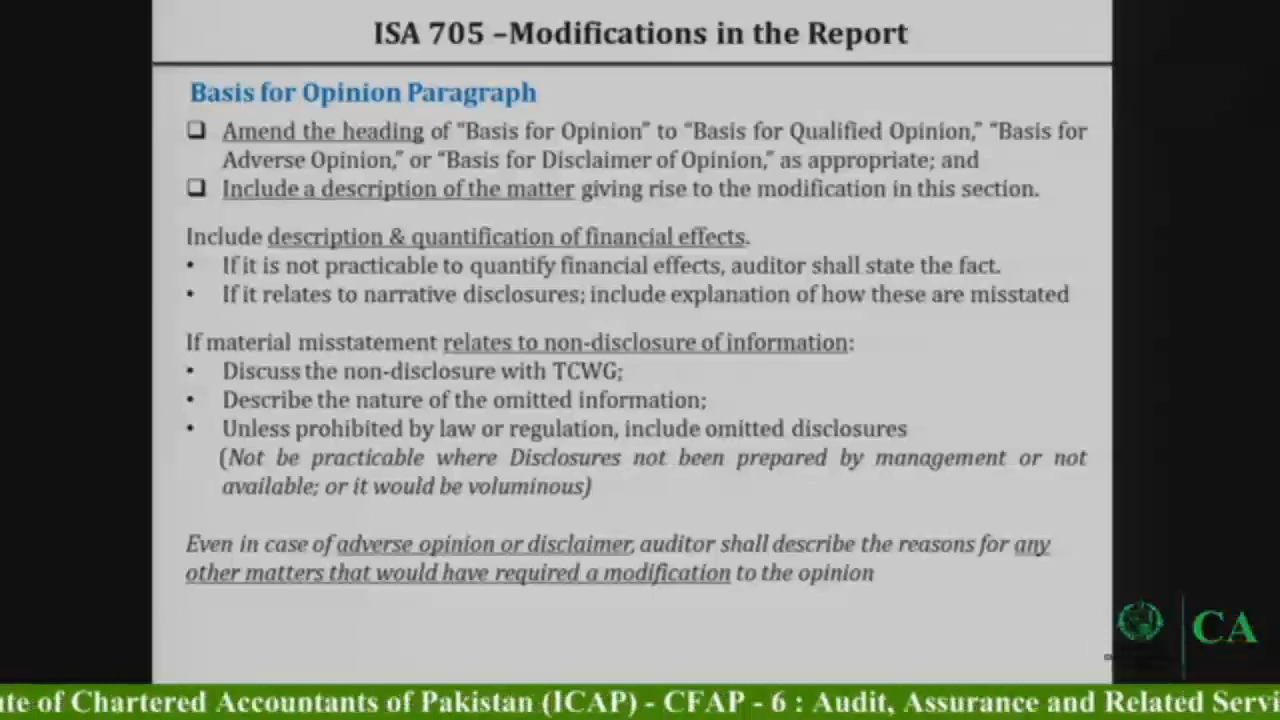 ISA 705 –Modifications in the Report
Basis for Opinion Paragraph
❑ Amend the heading of “Basis for Opinion” to “Basis for Qualified Opinion,” “Basis for
Adverse Opinion,” or “Basis for Disclaimer of Opinion,” as appropriate; and
❑ Include a description of the matter giving rise to the modification in this section.
Include description & quantification of financial effects.
• If it is not practicable to quantify financial effects, auditor shall state the fact.
• If it relates to narrative disclosures; include explanation of how these are misstated
If material misstatement relates to non-disclosure of information:
• Discuss the non-disclosure with TCWG;
• Describe the nature of the omitted information;
• Unless prohibited by law or regulation, include omitted disclosures
(Not be practicable where Disclosures not been prepared by management or not
available; or it would be voluminous)
Even in case of adverse opinion or disclaimer, auditor shall describe the reasons for any
other matters that would have required a modification to the opinion
CA
ute of Chartered Accountants of Pakistan (ICAP) - CFAP - 6 : Audit, Assurance and Related Servi